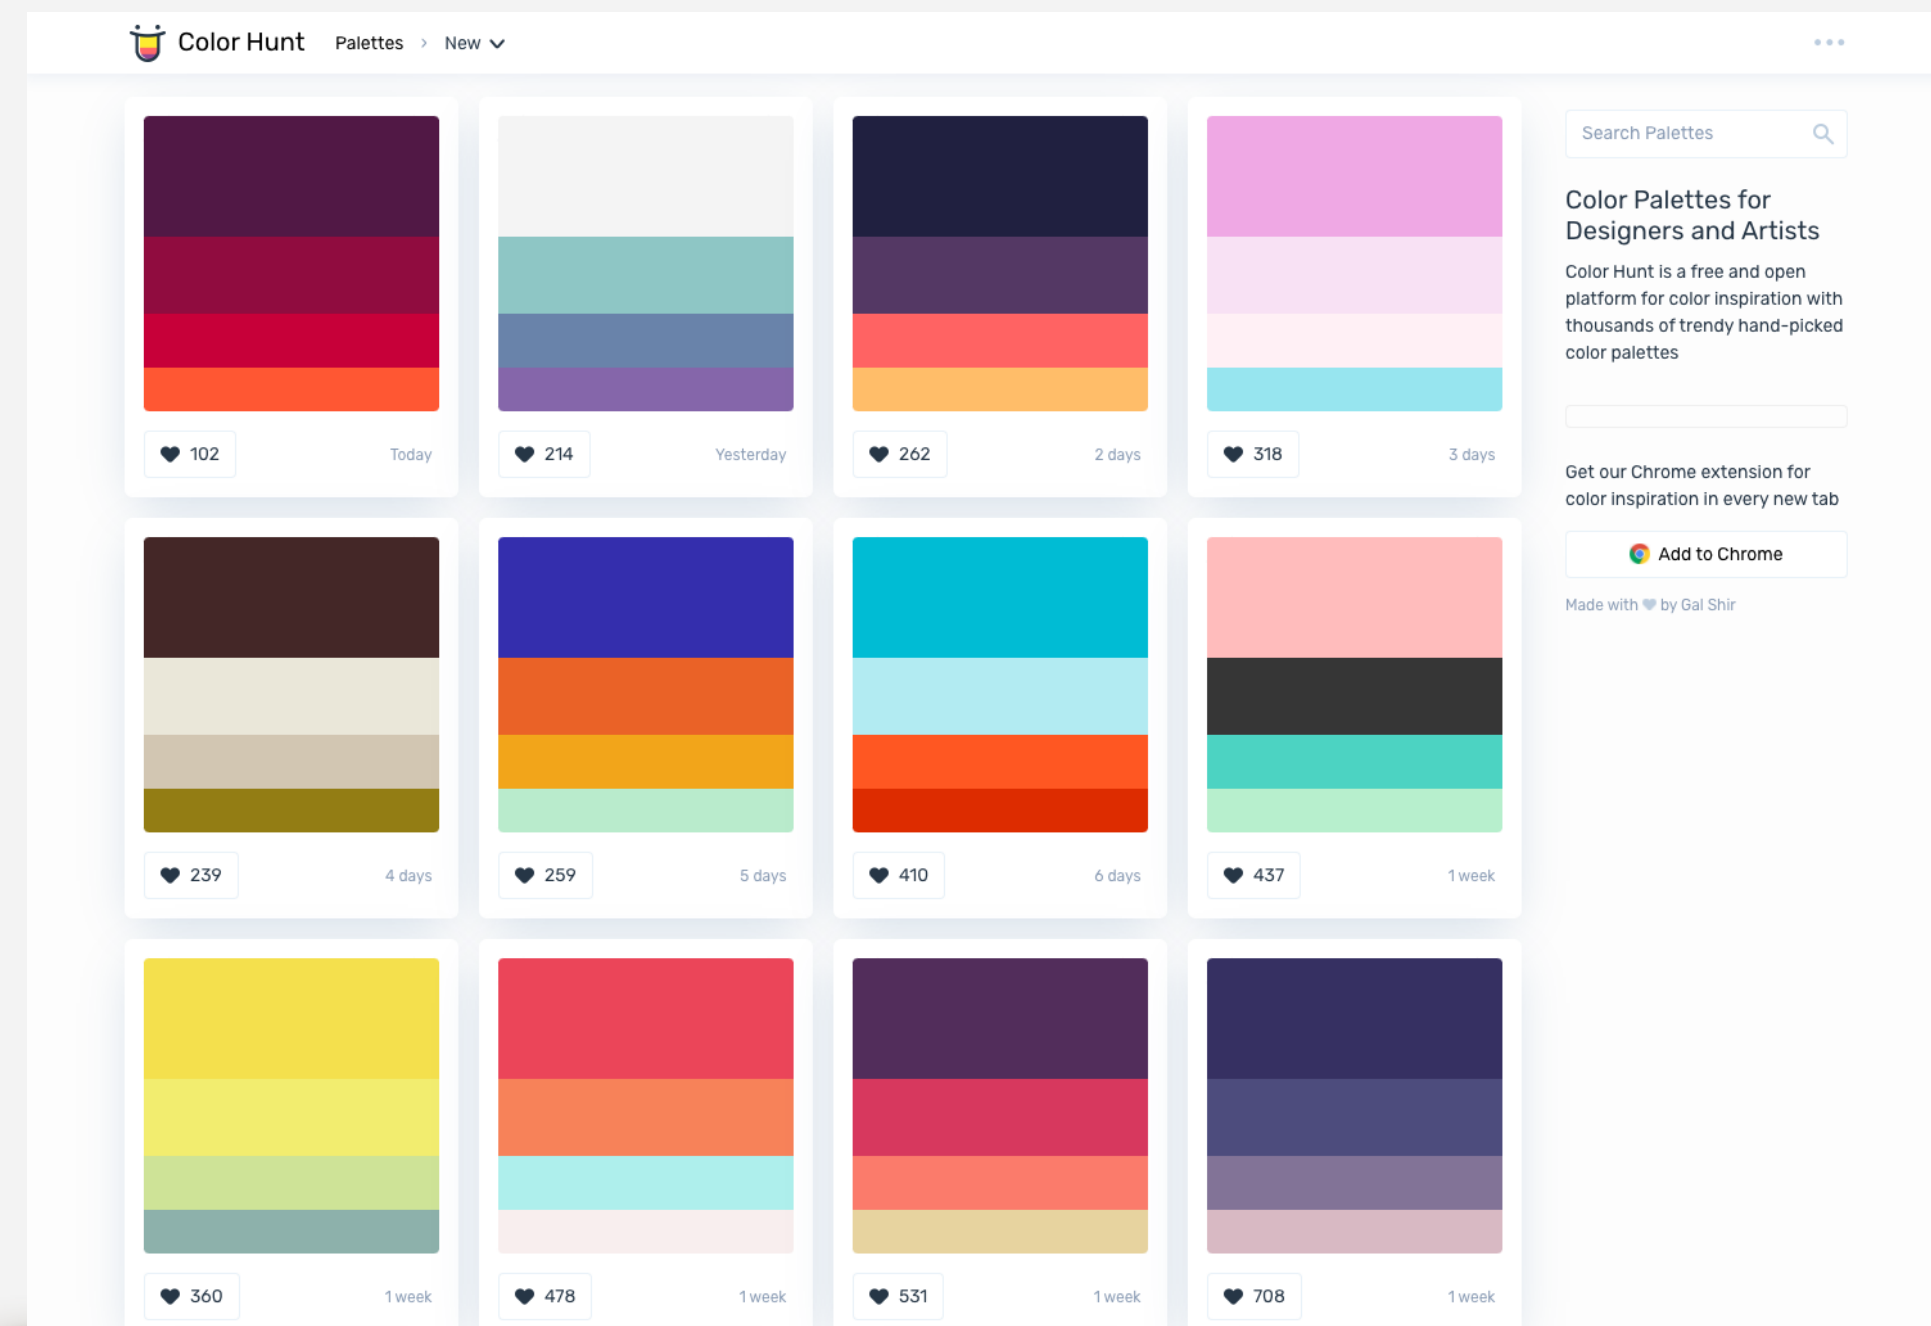 Color Hunt Palettes > New
Search Palettes
Color Palettes for
Designers and Artists
Color Hunt is a free and open
platform for color inspiration with
thousands of trendy hand-picked
color palettes
Get our Chrome extension for
color inspiration in every new tab
Add to Chrome
Made with ♥ by Gal Shir
102 Today
214 Yesterday
262 2 days
318 3 days
239 4 days
259 5 days
410 6 days
437 1 week
360 1 week
478 1 week
531 1 week
708 1 week